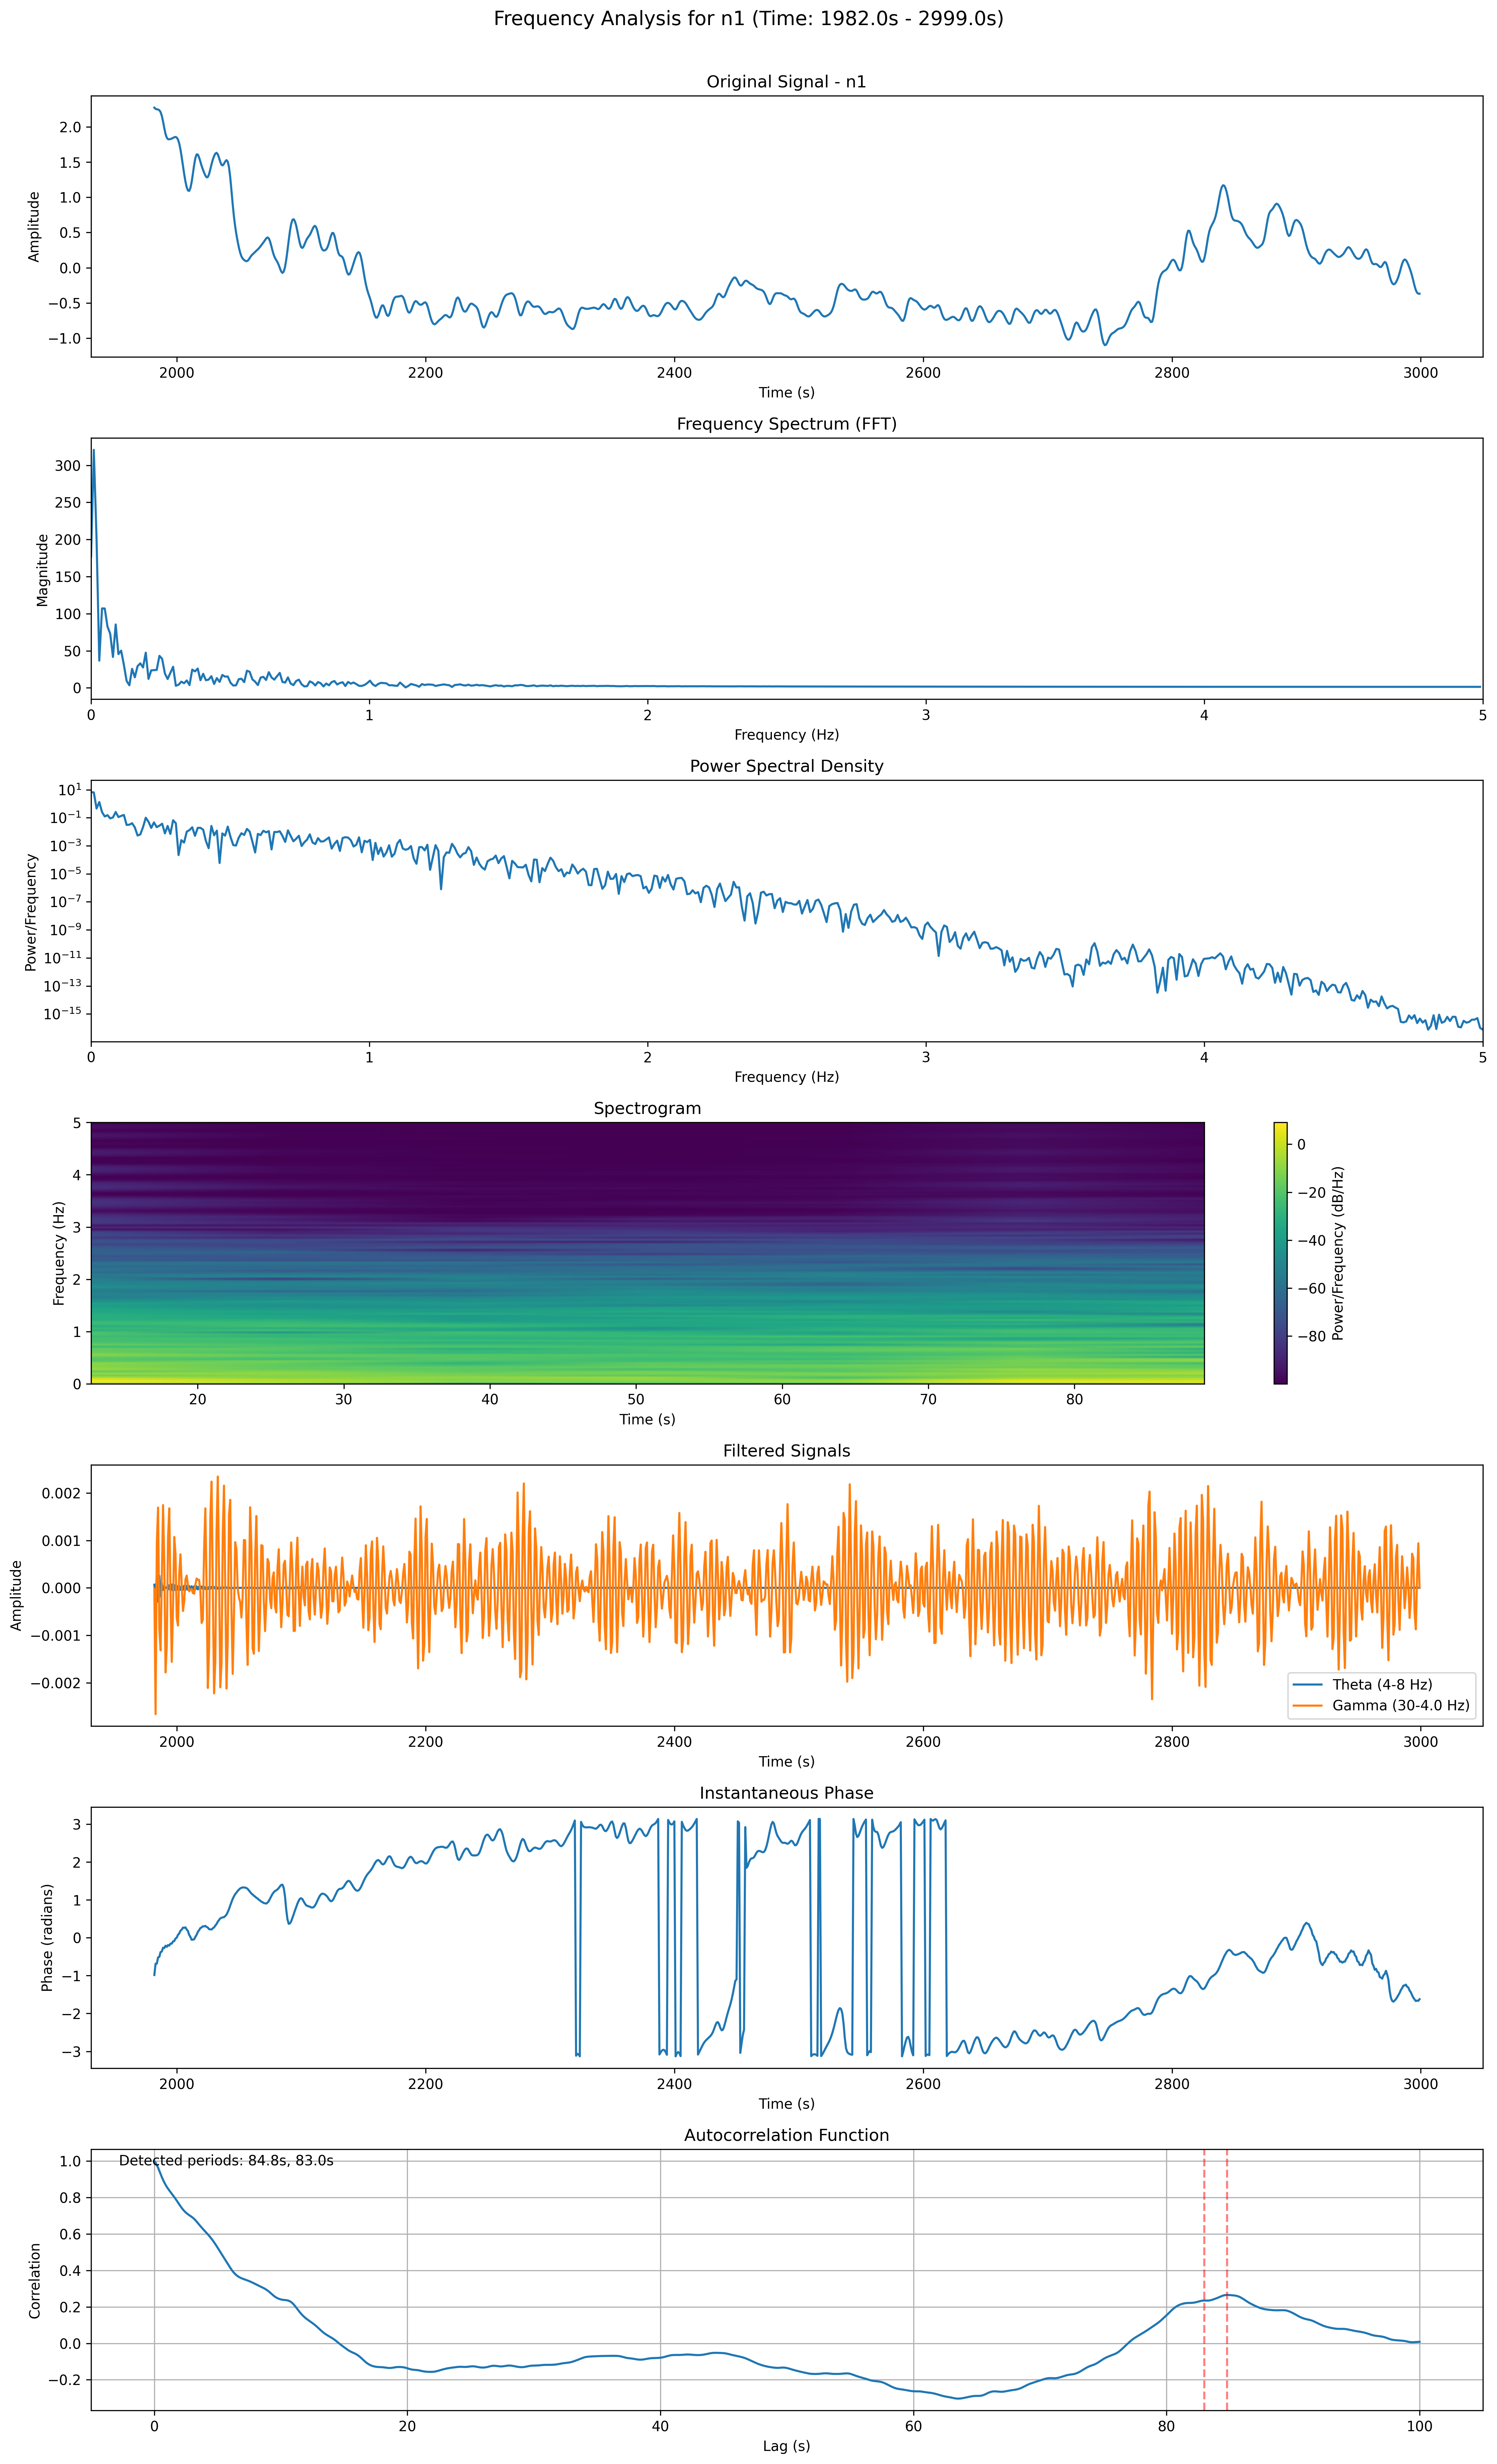 Frequency Analysis for n1 (Time: 1982.0s - 2999.0s)
Original Signal - n1
2.0
1.5
1.0
0.5
0.0
−0.5
−1.0
Amplitude
2000 2200 2400 2600 2800 3000
Time (s)
Frequency Spectrum (FFT)
300
250
200
150
100
50
0
Magnitude
0 1 2 3 4 5
Frequency (Hz)
Power Spectral Density
10^1
10^−1
10^−3
10^−5
10^−7
10^−9
10^−11
10^−13
10^−15
Power/Frequency
0 1 2 3 4 5
Frequency (Hz)
Spectrogram
5
4
3
2
1
0
Frequency (Hz)
20 30 40 50 60 70 80
Time (s)
0
−20
−40
−60
−80
Power/Frequency (dB/Hz)
Filtered Signals
0.002
0.001
0.000
−0.001
−0.002
Amplitude
Theta (4-8 Hz)
Gamma (30-4.0 Hz)
2000 2200 2400 2600 2800 3000
Time (s)
Instantaneous Phase
3
2
1
0
−1
−2
−3
Phase (radians)
2000 2200 2400 2600 2800 3000
Time (s)
Autocorrelation Function
Detected periods: 84.8s, 83.0s
1.0
0.8
0.6
0.4
0.2
0.0
−0.2
Correlation
0 20 40 60 80 100
Lag (s)